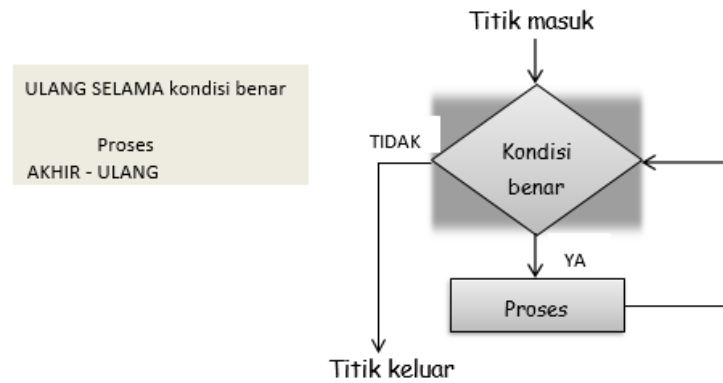 ULANG SELAMA kondisi benar
Proses
AKHIR - ULANG
Titik masuk
TIDAK
Kondisi
benar
YA
Proses
Titik keluar